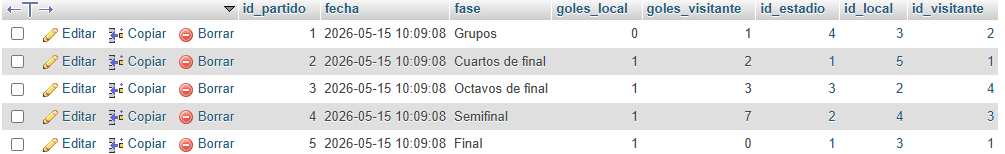 id_partido fecha fase goles_local goles_visitante id_estadio id_local id_visitante
Editar Copiar Borrar 1 2026-05-15 10:09:08 Grupos 0 1 4 3 2
Editar Copiar Borrar 2 2026-05-15 10:09:08 Cuartos de final 1 2 1 5 1
Editar Copiar Borrar 3 2026-05-15 10:09:08 Octavos de final 1 3 3 2 4
Editar Copiar Borrar 4 2026-05-15 10:09:08 Semifinal 1 7 2 4 3
Editar Copiar Borrar 5 2026-05-15 10:09:08 Final 1 0 1 3 1